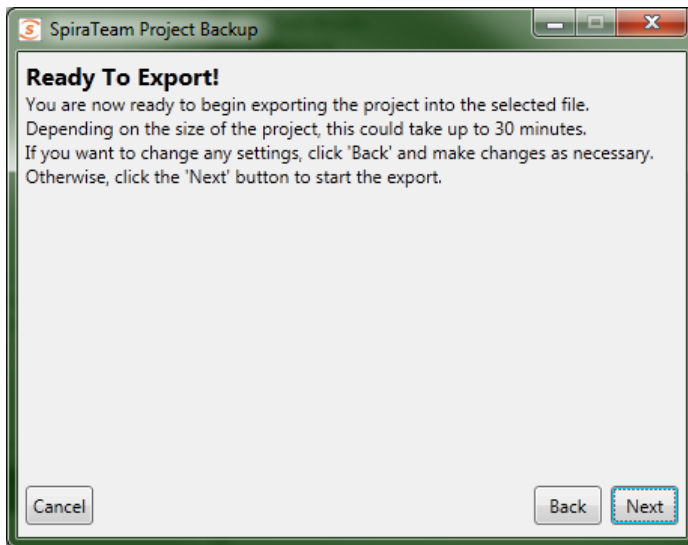 SpiraTeam Project Backup
Ready To Export!
You are now ready to begin exporting the project into the selected file.
Depending on the size of the project, this could take up to 30 minutes.
If you want to change any settings, click 'Back' and make changes as necessary.
Otherwise, click the 'Next' button to start the export.
Cancel Back Next